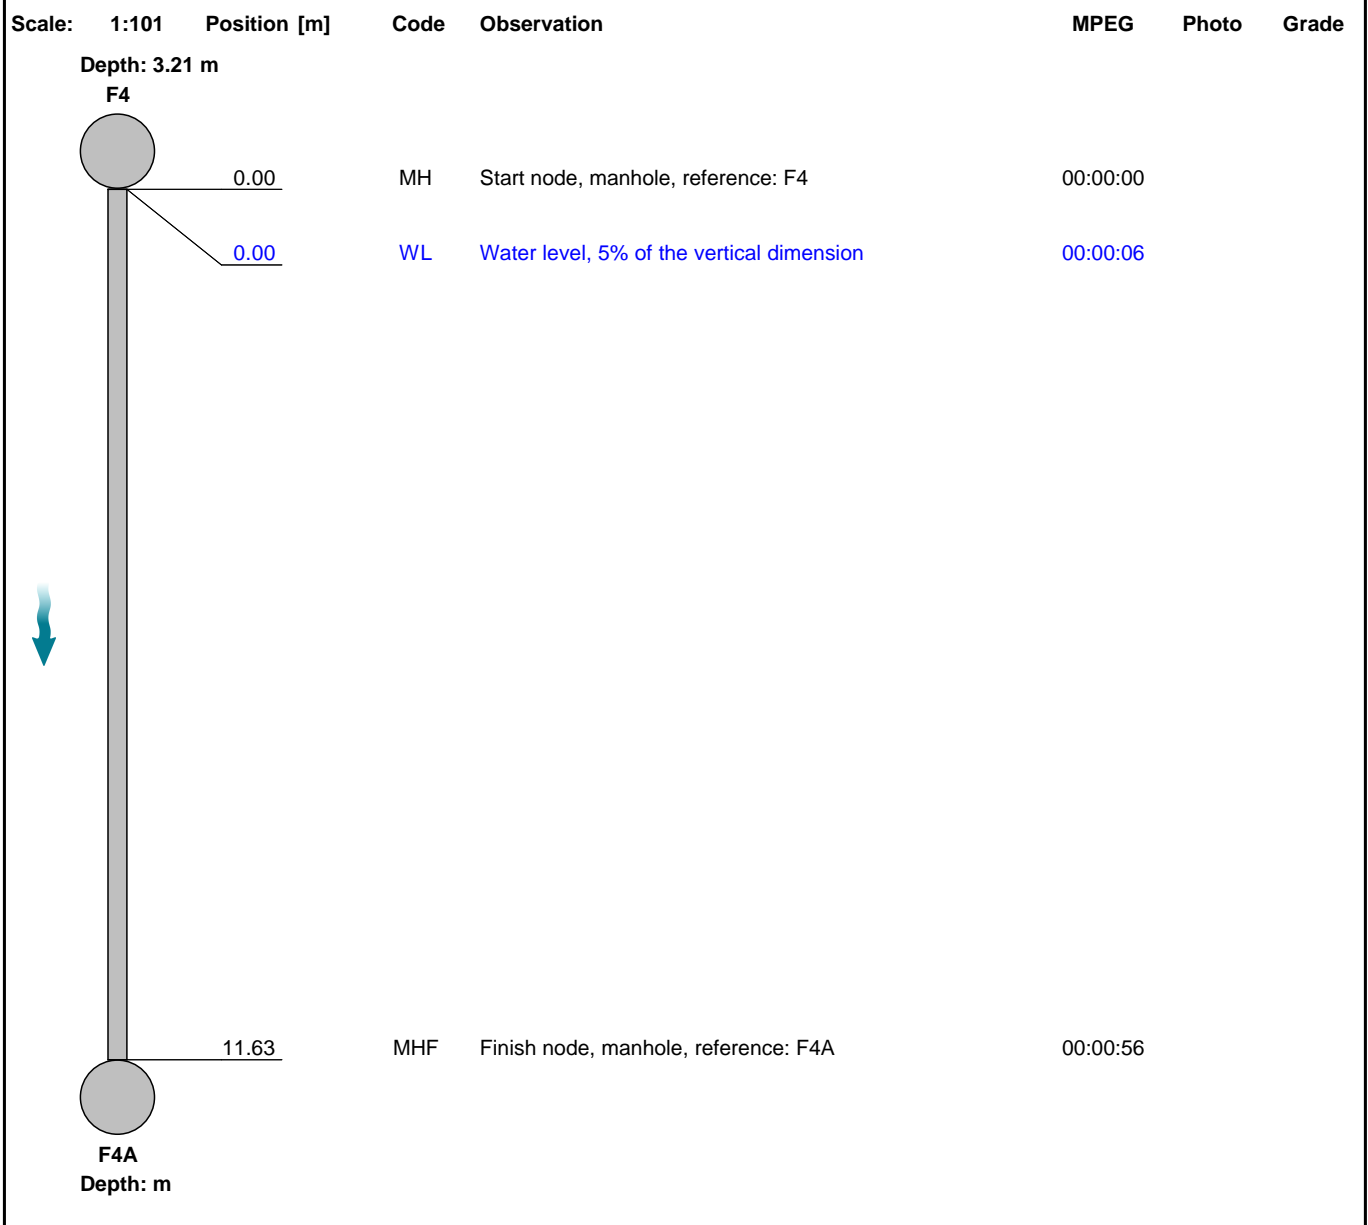 Scale: 1:101 Position [m] Code Observation MPEG Photo Grade
Depth: 3.21 m
F4
0.00 MH Start node, manhole, reference: F4 00:00:00
0.00 WL Water level, 5% of the vertical dimension 00:00:06
11.63 MHF Finish node, manhole, reference: F4A 00:00:56
F4A
Depth: m